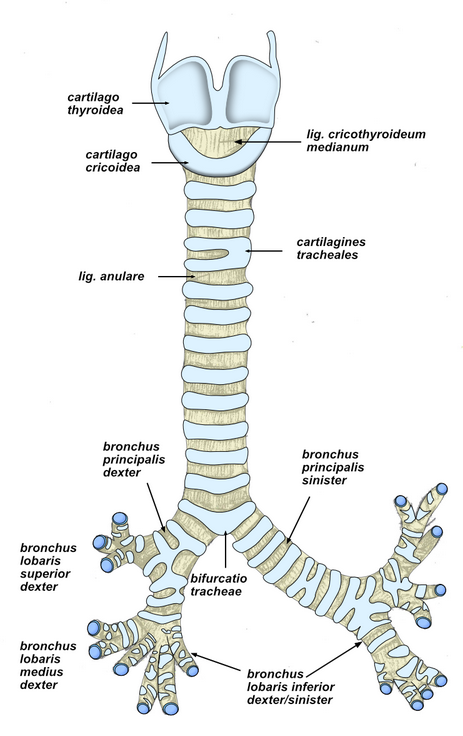 cartilago
thyroidea
lig. cricothyroideum
medianum
cartilago
cricoidea
cartilagines
tracheales
lig. anulare
bronchus
principalis
dexter
bronchus
principalis
sinister
bronchus
lobaris
superior
dexter
bifurcatio
tracheae
bronchus
lobaris
medius
dexter
bronchus
lobaris inferior
dexter/sinister